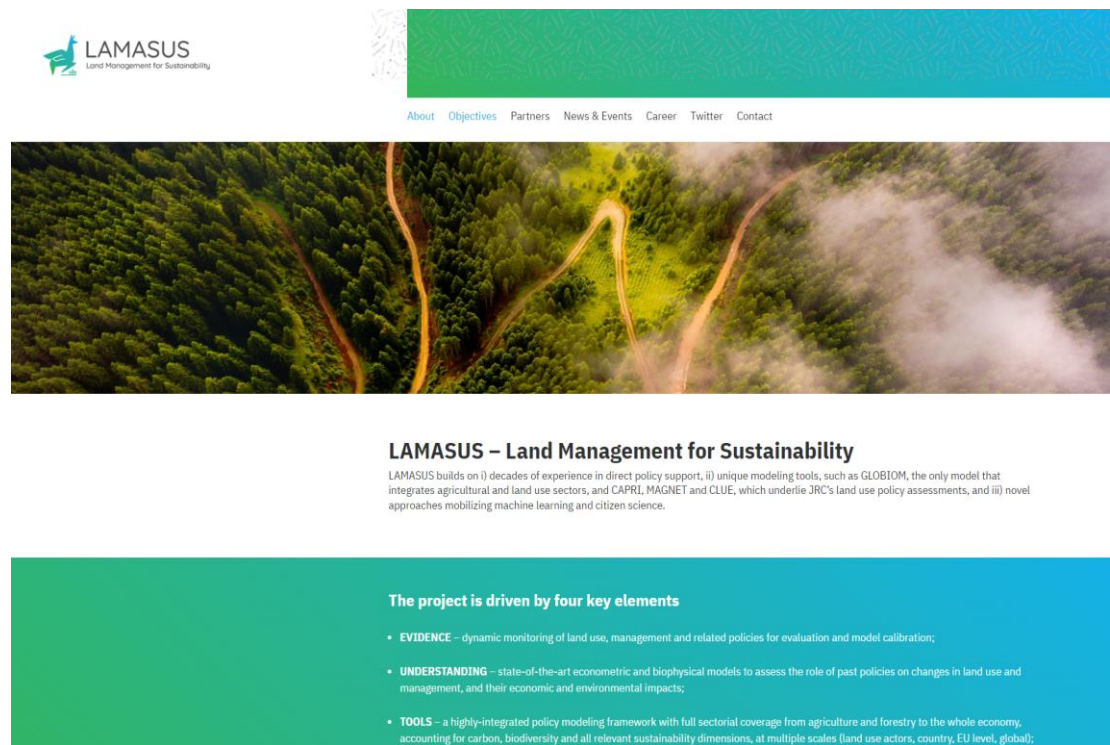 LAMASUS
Land Management for Sustainability
About Objectives Partners News & Events Career Twitter Contact
LAMASUS – Land Management for Sustainability
LAMASUS builds on i) decades of experience in direct policy support, ii) unique modeling tools, such as GLOBIOM, the only model that
integrates agricultural and land use sectors, and CAPRI, MAGNET and CLUE, which underlie JRC's land use policy assessments, and iii) novel
approaches mobilizing machine learning and citizen science.
The project is driven by four key elements
• EVIDENCE – dynamic monitoring of land use, management and related policies for evaluation and model calibration;
• UNDERSTANDING – state-of-the-art econometric and biophysical models to assess the role of past policies on changes in land use and
management, and their economic and environmental impacts;
• TOOLS – a highly-integrated policy modeling framework with full sectorial coverage from agriculture and forestry to the whole economy,
accounting for carbon, biodiversity and all relevant sustainability dimensions, at multiple scales (land use actors, country, EU level, global);